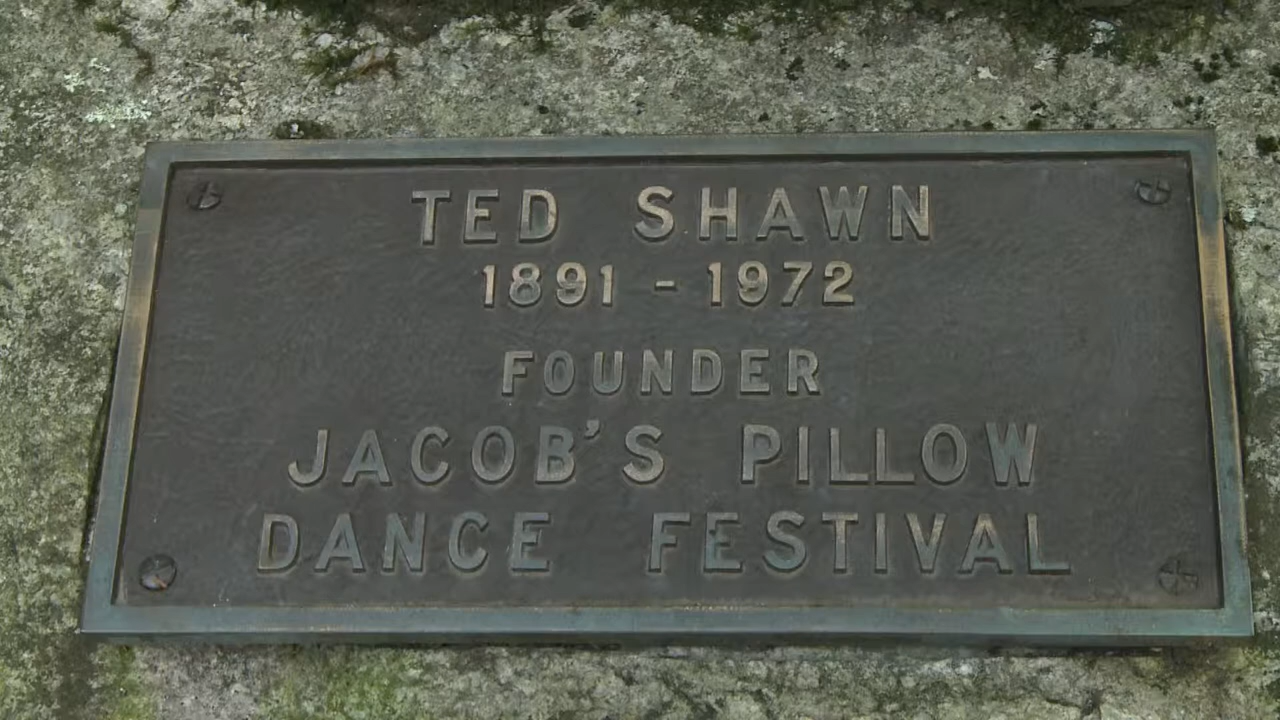 TED SHAWN
1891 - 1972
FOUNDER
JACOB'S PILLOW
DANCE FESTIVAL